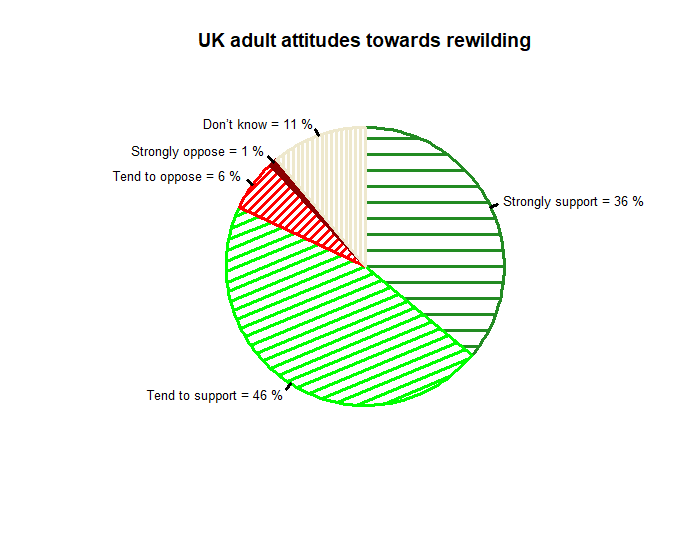 UK adult attitudes towards rewilding
Don't know = 11 %
Strongly oppose = 1 %
Tend to oppose = 6 %
Strongly support = 36 %
Tend to support = 46 %